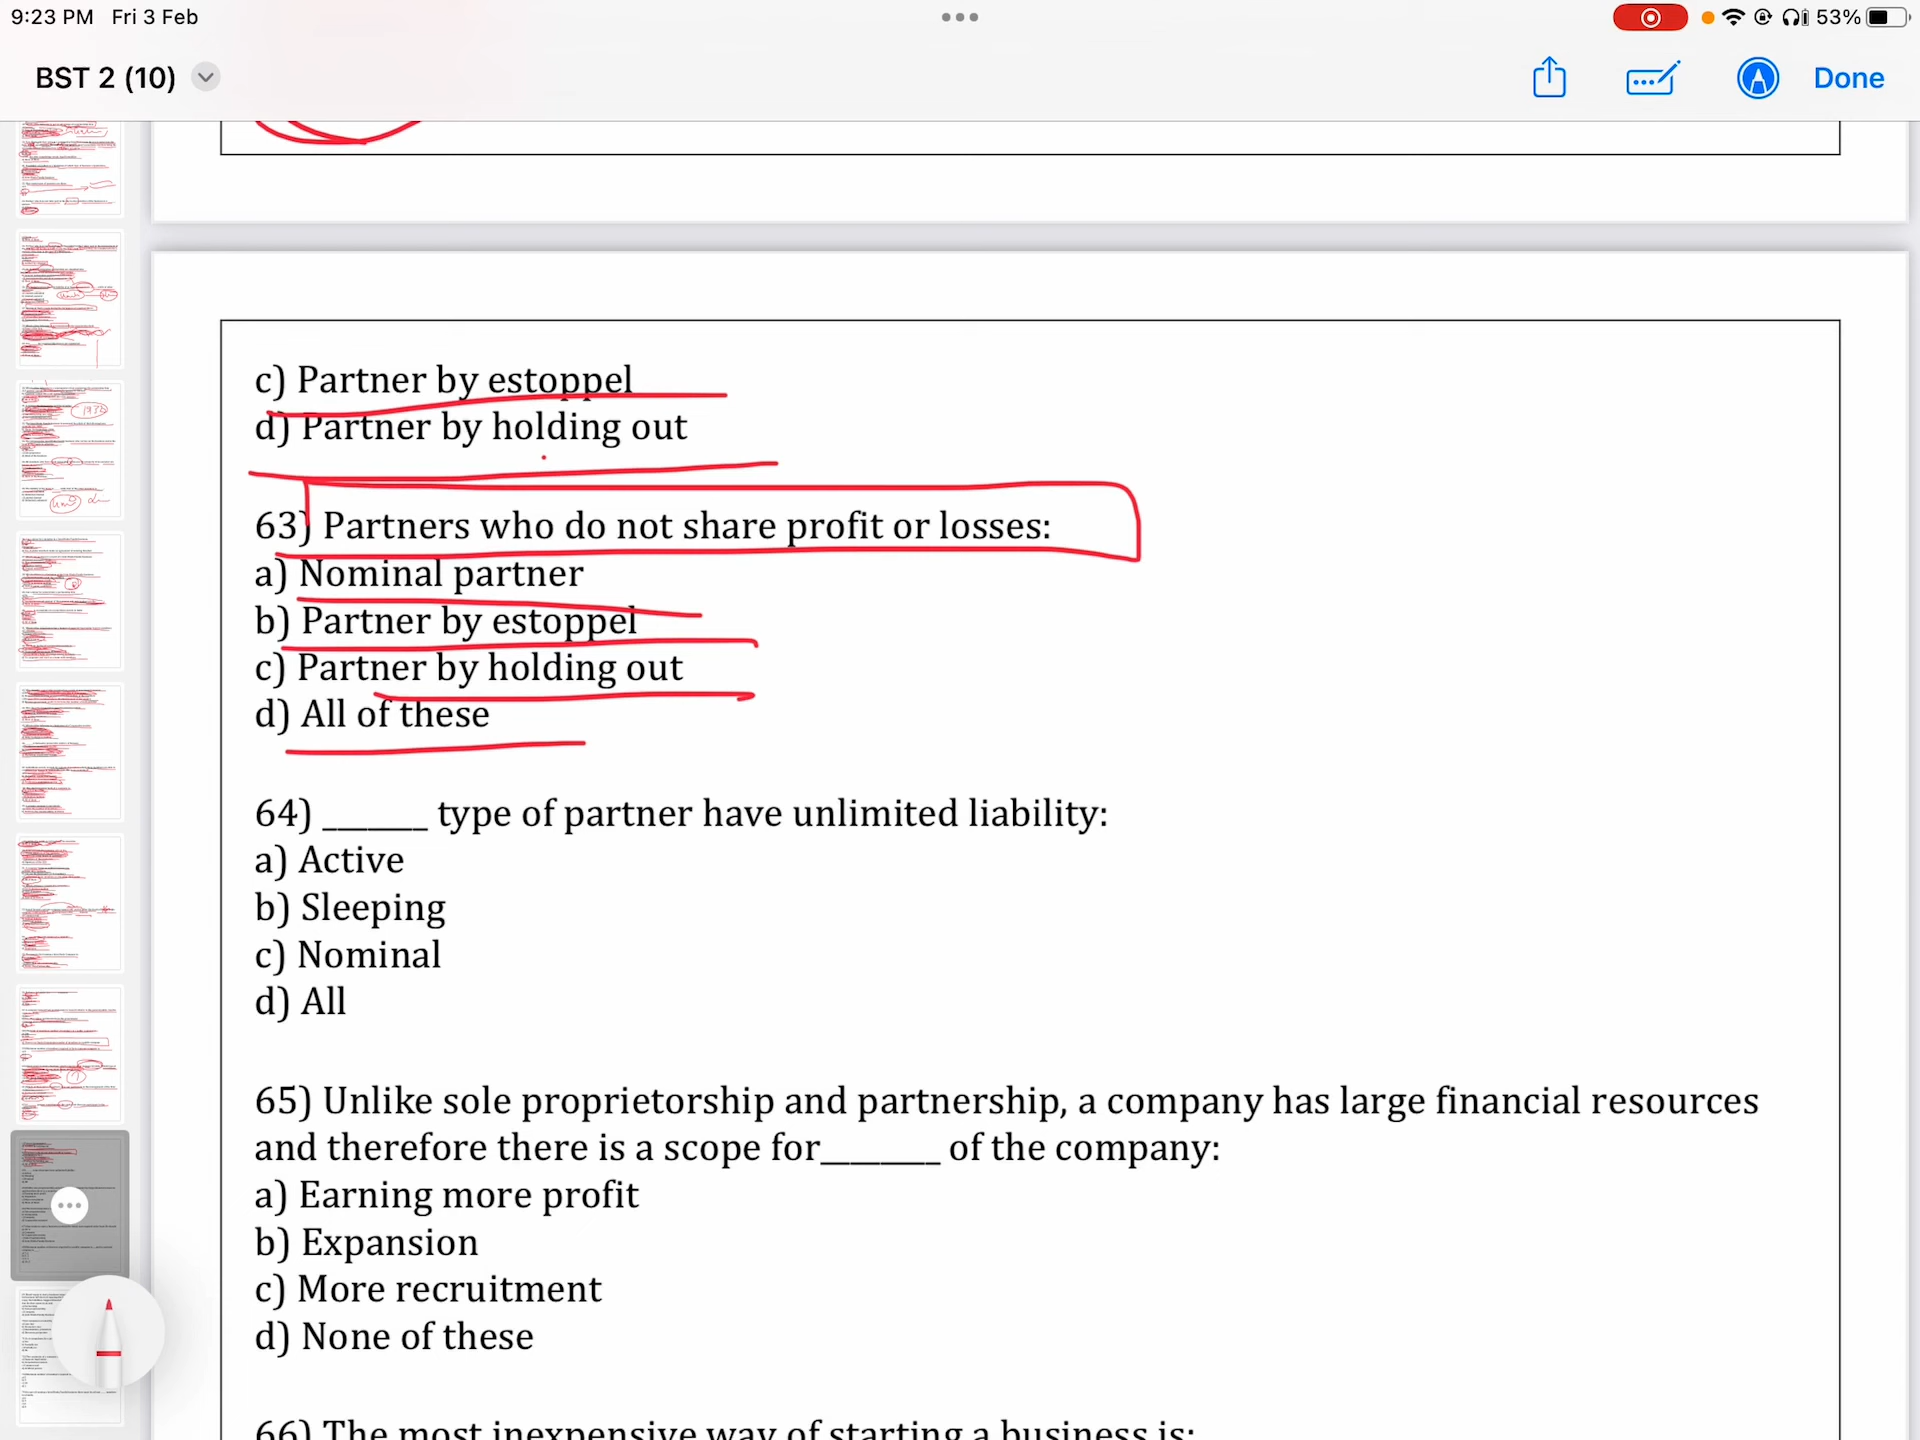 9:23 PM Fri 3 Feb
53%
BST 2 (10)
Done
c) Partner by estoppel
d) Partner by holding out
63) Partners who do not share profit or losses:
a) Nominal partner
b) Partner by estoppel
c) Partner by holding out
d) All of these
64) ______ type of partner have unlimited liability:
a) Active
b) Sleeping
c) Nominal
d) All
65) Unlike sole proprietorship and partnership, a company has large financial resources
and therefore there is a scope for_______ of the company:
a) Earning more profit
b) Expansion
c) More recruitment
d) None of these
66) The most inexpensive way of starting a business is: